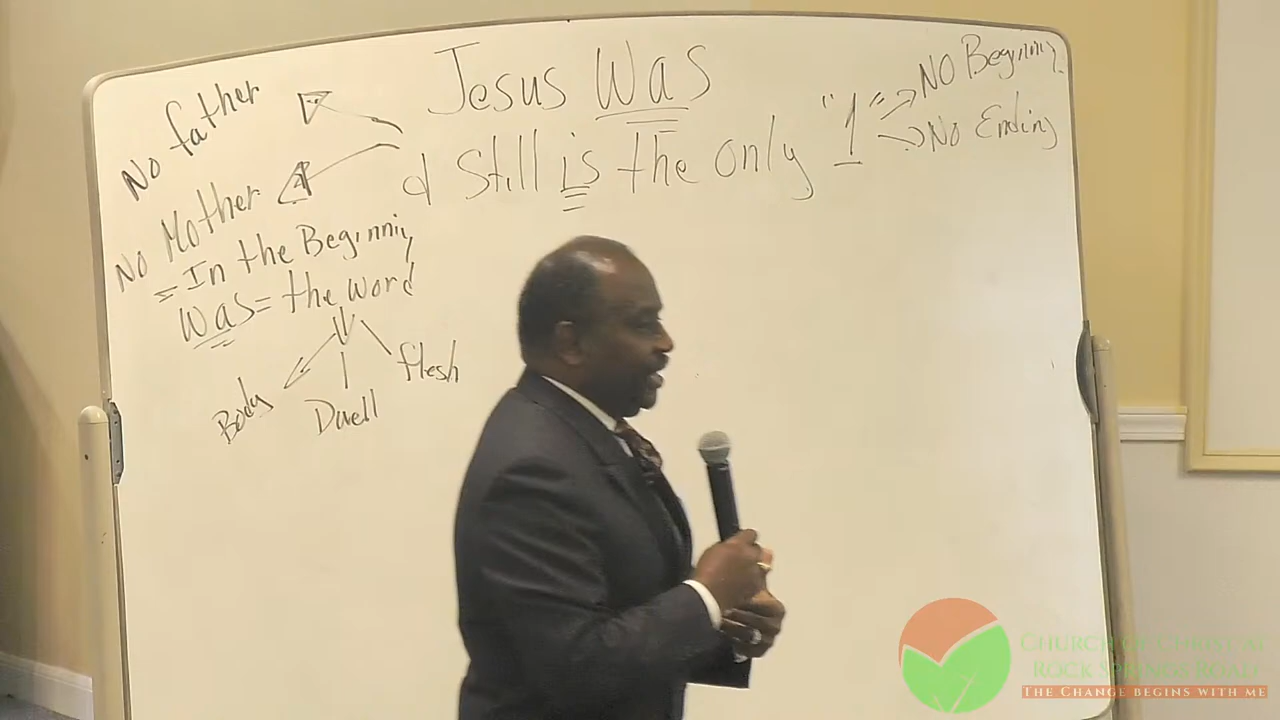 Jesus Was
& Still is the only "1"
No Beginning
No Ending
No father
No Mother
= In the Beginning
Was = the word
Body
Dwell
flesh
CHURCH OF CHRIST AT
ROCK SPRINGS ROAD
THE CHANGE BEGINS WITH ME